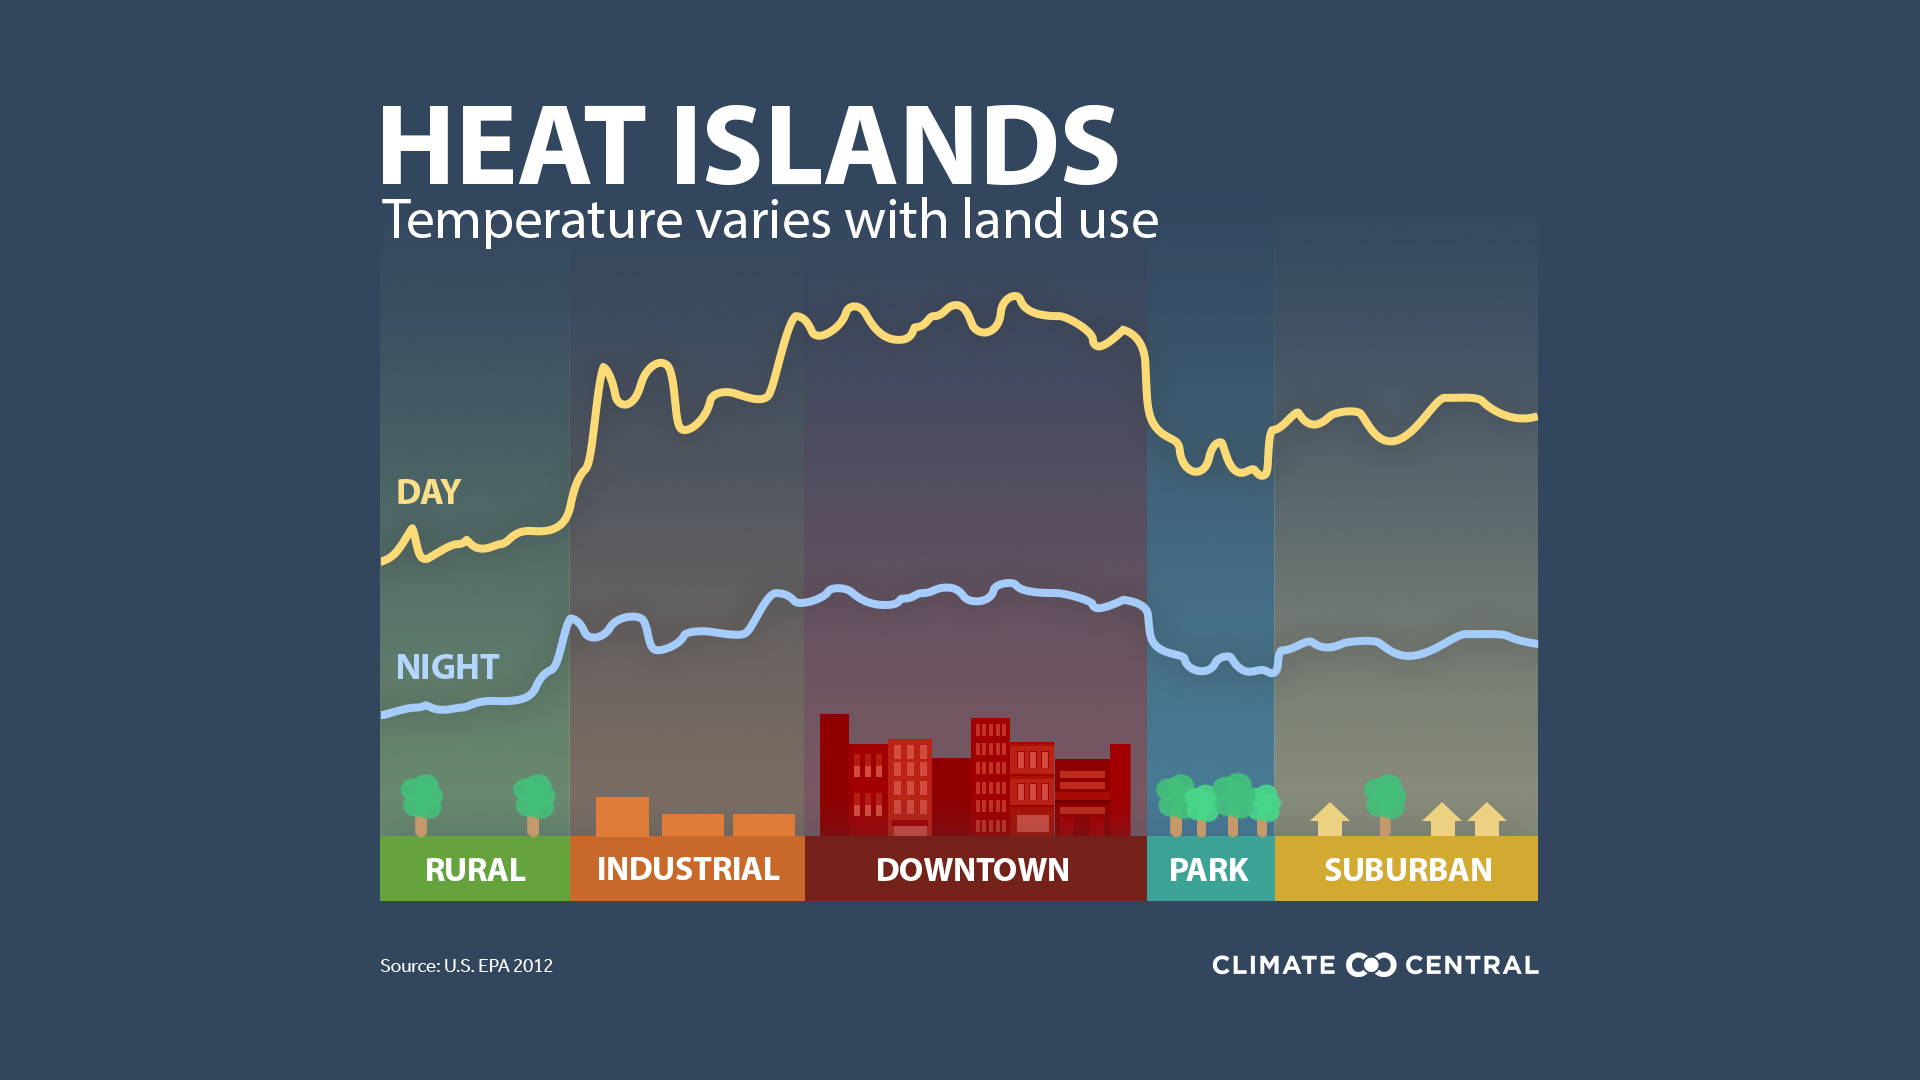 HEAT ISLANDS
Temperature varies with land use
DAY
NIGHT
RURAL
INDUSTRIAL
DOWNTOWN
PARK
SUBURBAN
Source: U.S. EPA 2012
CLIMATE CENTRAL